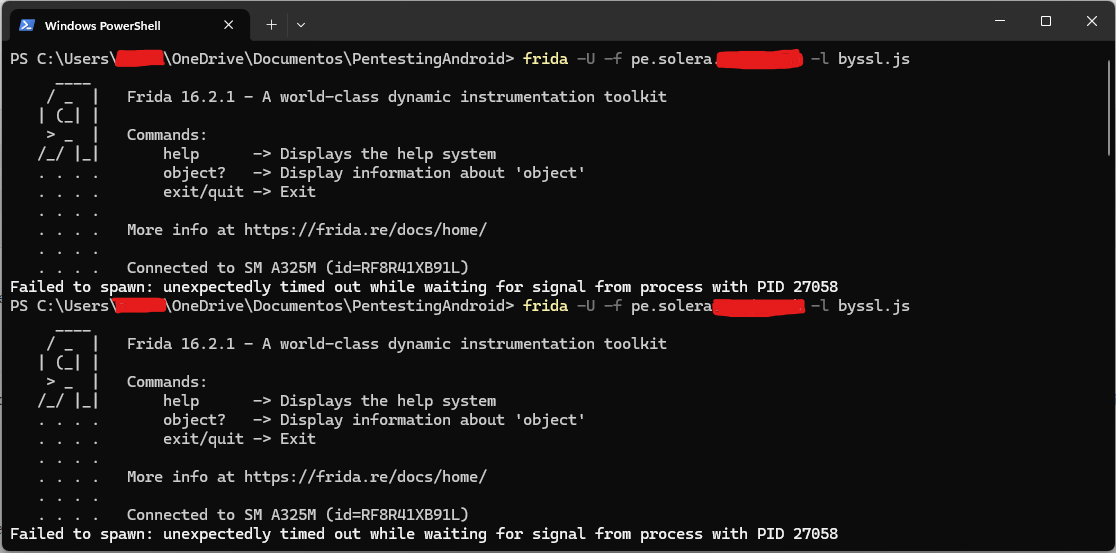 Windows PowerShell
PS C:\Users\ \OneDrive\Documentos\PentestingAndroid> frida -U -f pe.solera. -l byssl.js
    ____
   / _  |   Frida 16.2.1 - A world-class dynamic instrumentation toolkit
  | (_| |
   > _  |   Commands:
  /_/ |_|       help      -> Displays the help system
  . . . .       object?   -> Display information about 'object'
  . . . .       exit/quit -> Exit
  . . . .
  . . . .   More info at https://frida.re/docs/home/
  . . . .
  . . . .   Connected to SM A325M (id=RF8R41XB91L)
Failed to spawn: unexpectedly timed out while waiting for signal from process with PID 27058
PS C:\Users\ \OneDrive\Documentos\PentestingAndroid> frida -U -f pe.solera -l byssl.js
    ____
   / _  |   Frida 16.2.1 - A world-class dynamic instrumentation toolkit
  | (_| |
   > _  |   Commands:
  /_/ |_|       help      -> Displays the help system
  . . . .       object?   -> Display information about 'object'
  . . . .       exit/quit -> Exit
  . . . .
  . . . .   More info at https://frida.re/docs/home/
  . . . .
  . . . .   Connected to SM A325M (id=RF8R41XB91L)
Failed to spawn: unexpectedly timed out while waiting for signal from process with PID 27058